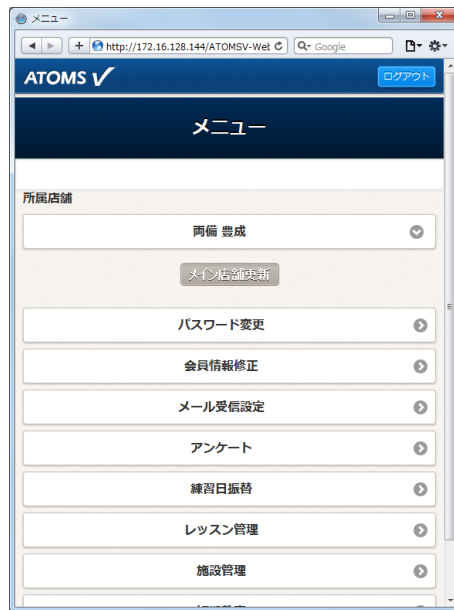 メニュー
http://172.16.128.144/ATOMSV-Wel
Google
ATOMS V
ログアウト
メニュー
所属店舗
両備 豊成
メイン店舗更新
パスワード変更
会員情報修正
メール受信設定
アンケート
練習日振替
レッスン管理
施設管理